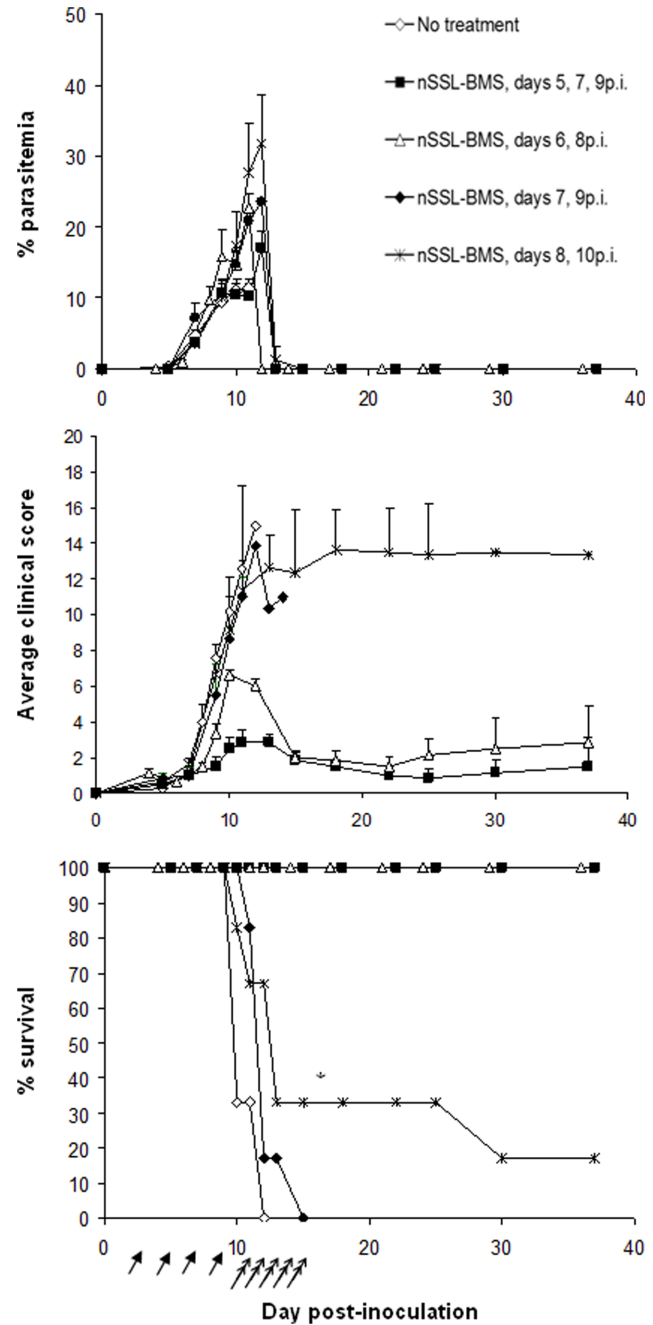 No treatment
nSSL-BMS, days 5, 7, 9p.i.
nSSL-BMS, days 6, 8p.i.
nSSL-BMS, days 7, 9p.i.
nSSL-BMS, days 8, 10p.i.
% parasitemia
50
40
30
20
10
0
0 10 20 30 40
Average clinical score
20
18
16
14
12
10
8
6
4
2
0
0 10 20 30 40
% survival
100
90
80
70
60
50
40
30
20
10
0
0 10 20 30 40
Day post-inoculation